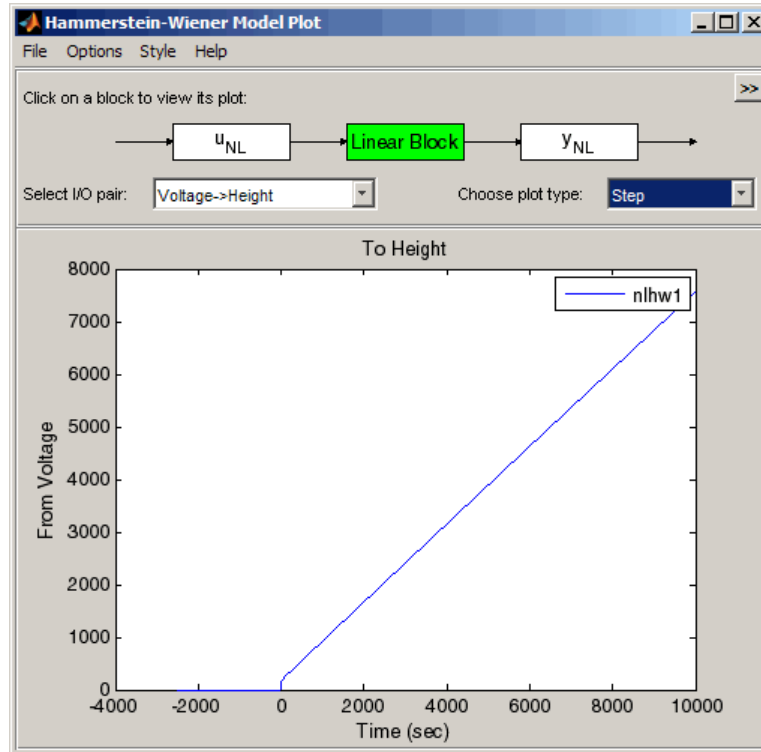 Hammerstein-Wiener Model Plot
File Options Style Help
Click on a block to view its plot:
>>
uNL Linear Block yNL
Select I/O pair: Voltage->Height Choose plot type: Step
To Height
8000
nlhw1
7000
6000
5000
4000
3000
2000
1000
0
From Voltage
-4000 -2000 0 2000 4000 6000 8000 10000
Time (sec)